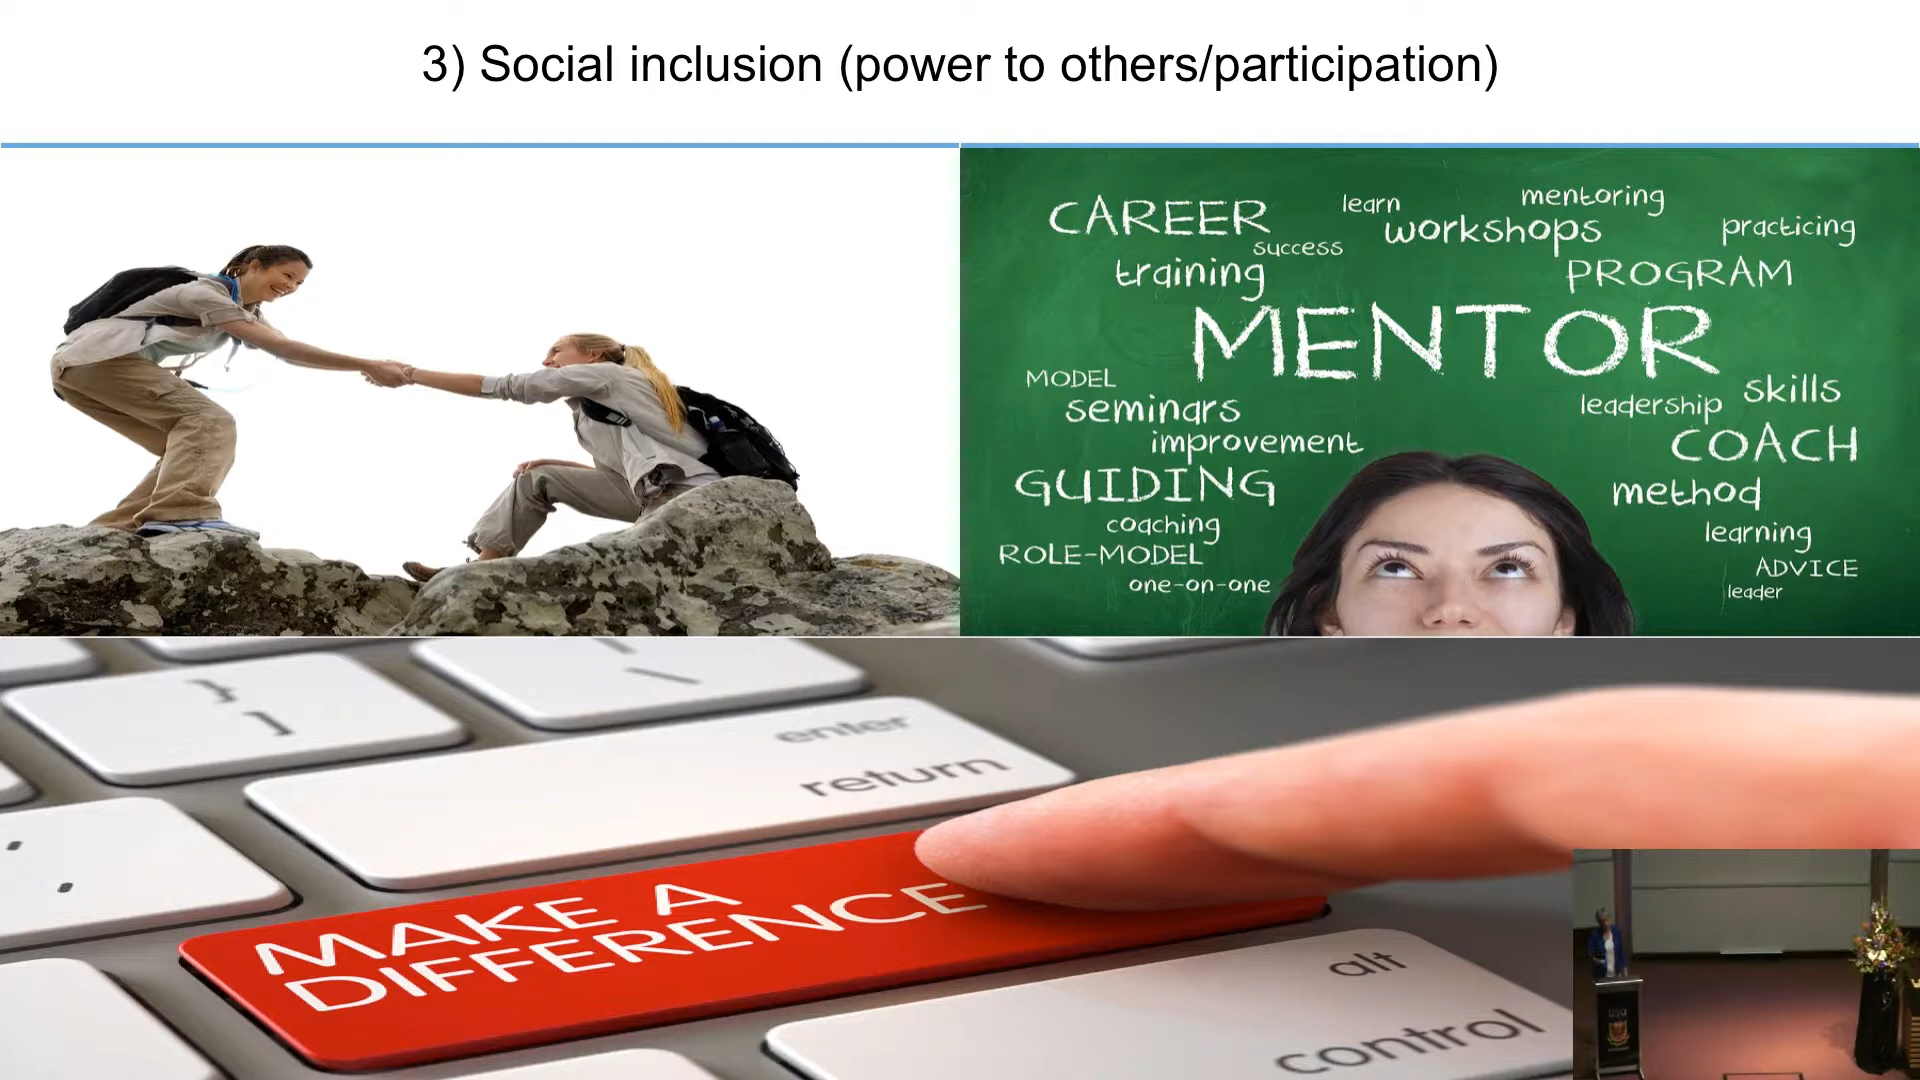 3) Social inclusion (power to others/participation)
CAREER
learn
mentoring
workshops
practicing
success
training
PROGRAM
MENTOR
MODEL
skills
seminars
leadership
improvement
COACH
GUIDING
method
coaching
learning
ROLE-MODEL
ADVICE
one-on-one
leader
}
]
\
enter
return
MAKE A
DIFFERENCE
alt
control
USQ